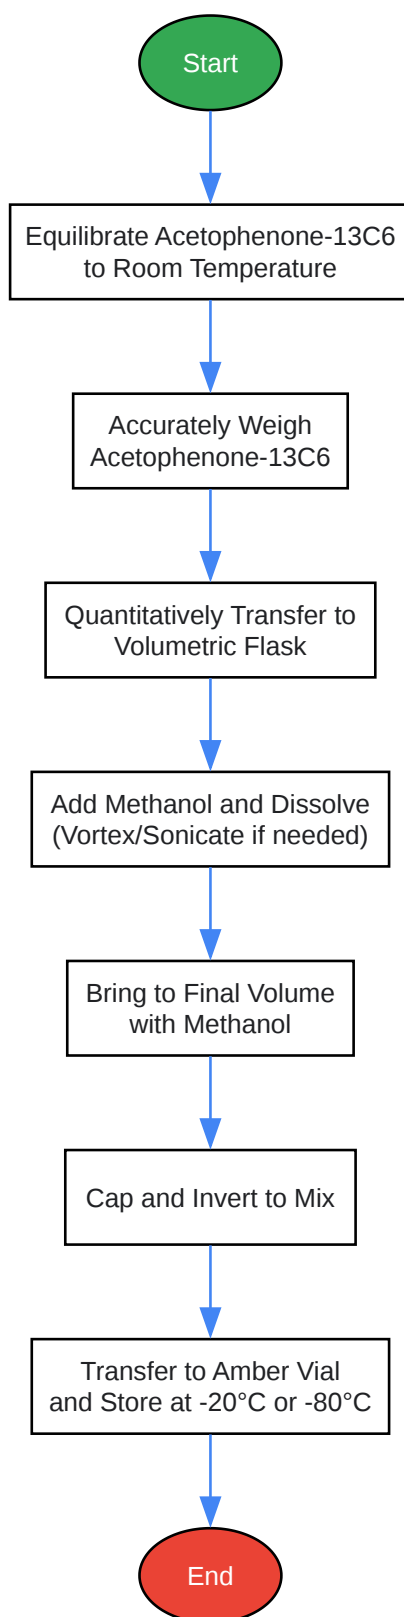 Start
Equilibrate Acetophenone-13C6
to Room Temperature
Accurately Weigh
Acetophenone-13C6
Quantitatively Transfer to
Volumetric Flask
Add Methanol and Dissolve
(Vortex/Sonicate if needed)
Bring to Final Volume
with Methanol
Cap and Invert to Mix
Transfer to Amber Vial
and Store at -20°C or -80°C
End